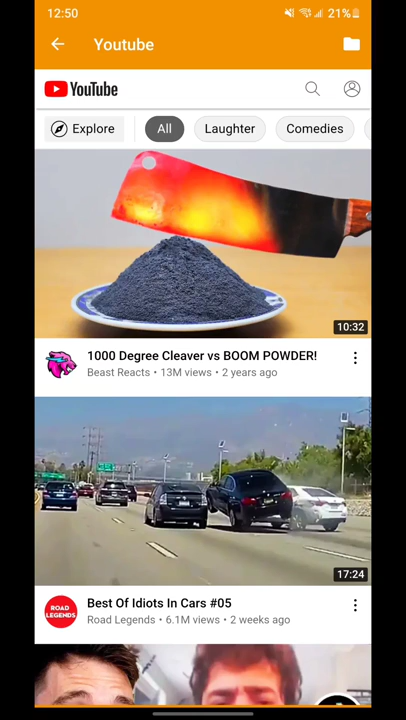 12:50
21%
Youtube
YouTube
Explore
All
Laughter
Comedies
10:32
1000 Degree Cleaver vs BOOM POWDER!
Beast Reacts • 13M views • 2 years ago
17:24
ROAD
LEGENDS
Best Of Idiots In Cars #05
Road Legends • 6.1M views • 2 weeks ago